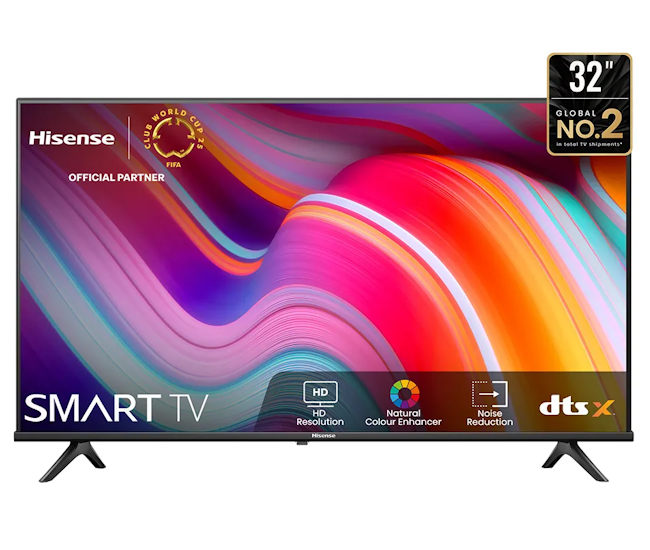 32"
GLOBAL
NO.2
in total TV shipments*
Hisense
CLUB WORLD CUP 25
FIFA
OFFICIAL PARTNER
SMART TV
HD
HD
Resolution
Natural
Colour Enhancer
Noise
Reduction
dts X
Hisense